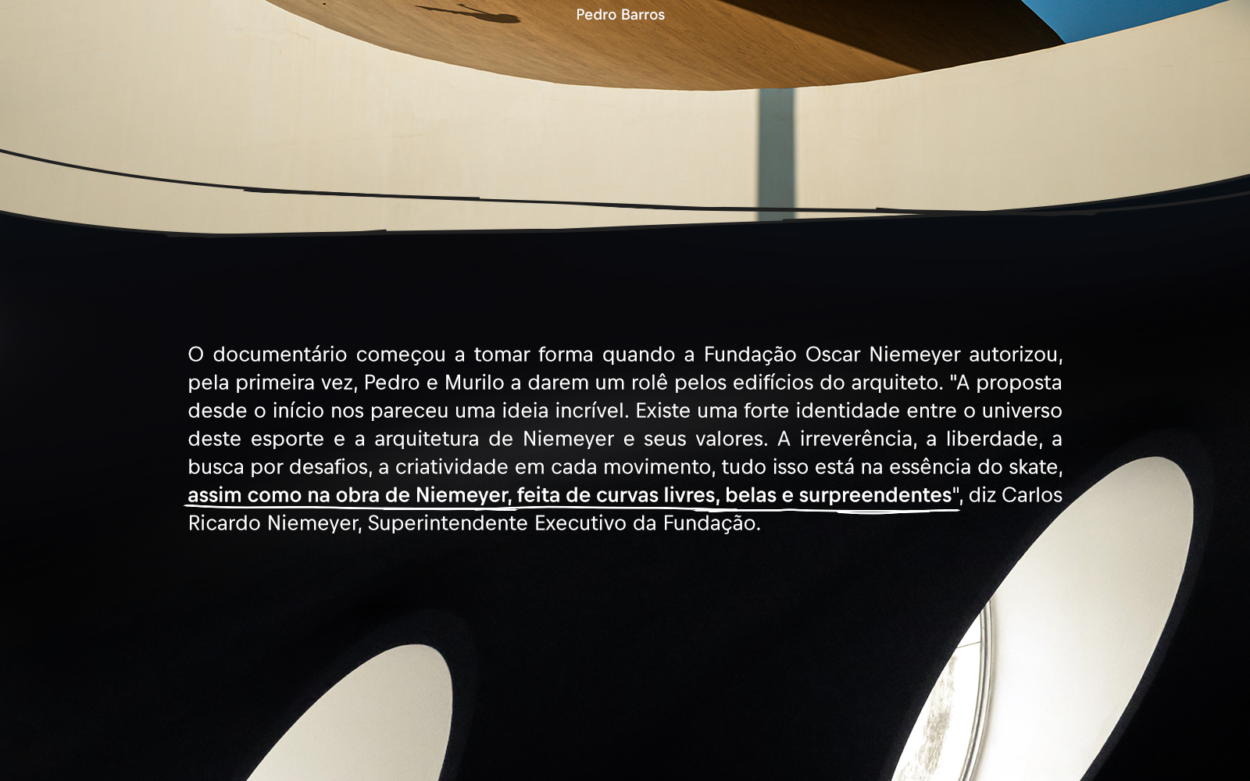 Pedro Barros
O documentário começou a tomar forma quando a Fundação Oscar Niemeyer autorizou,
pela primeira vez, Pedro e Murilo a darem um rolê pelos edifícios do arquiteto. "A proposta
desde o início nos pareceu uma ideia incrível. Existe uma forte identidade entre o universo
deste esporte e a arquitetura de Niemeyer e seus valores. A irreverência, a liberdade, a
busca por desafios, a criatividade em cada movimento, tudo isso está na essência do skate,
assim como na obra de Niemeyer, feita de curvas livres, belas e surpreendentes", diz Carlos
Ricardo Niemeyer, Superintendente Executivo da Fundação.